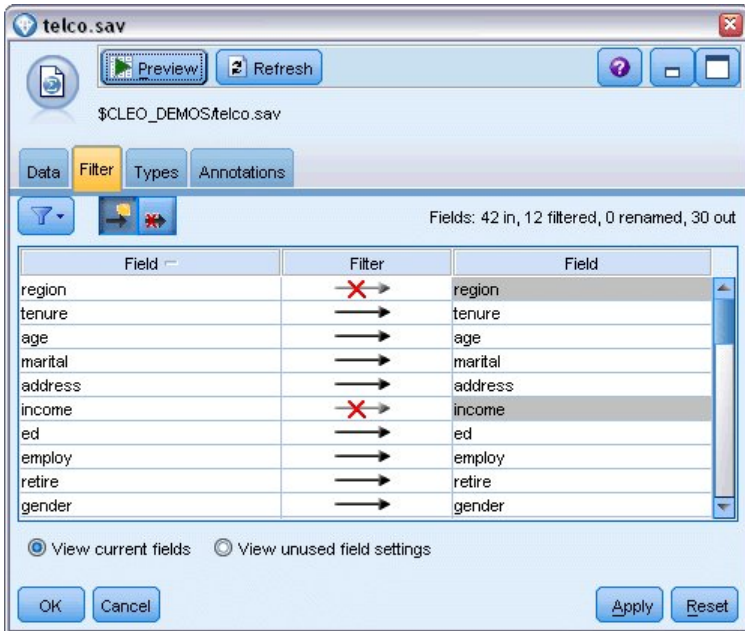 telco.sav
Preview Refresh
$CLEO_DEMOS/telco.sav
Data Filter Types Annotations
Fields: 42 in, 12 filtered, 0 renamed, 30 out
Field Filter Field
region region
tenure tenure
age age
marital marital
address address
income income
ed ed
employ employ
retire retire
gender gender
View current fields View unused field settings
OK Cancel Apply Reset